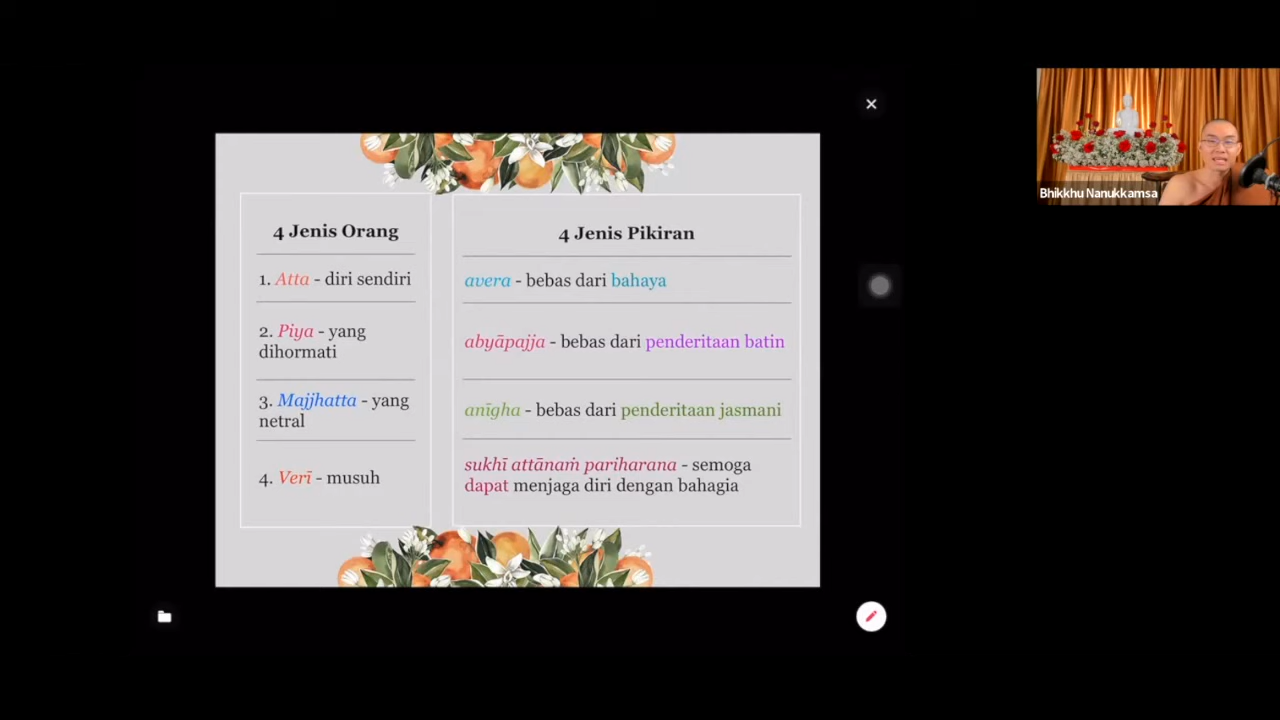 4 Jenis Orang
1. Atta - diri sendiri
2. Piya - yang
dihormati
3. Majjhatta - yang
netral
4. Verī - musuh
4 Jenis Pikiran
avera - bebas dari bahaya
abyāpajja - bebas dari penderitaan batin
anīgha - bebas dari penderitaan jasmani
sukhī attānaṁ pariharana - semoga
dapat menjaga diri dengan bahagia
Bhikkhu Nanukkamsa